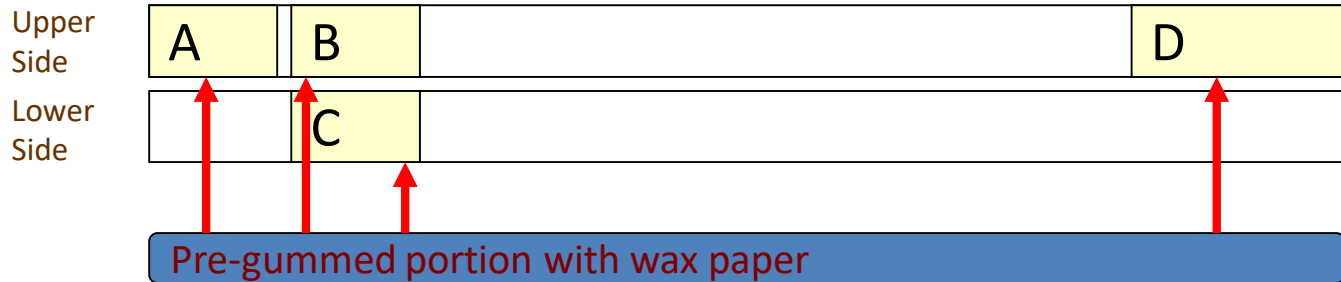 Upper
Side
A
B
D
Lower
Side
C
Pre-gummed portion with wax paper